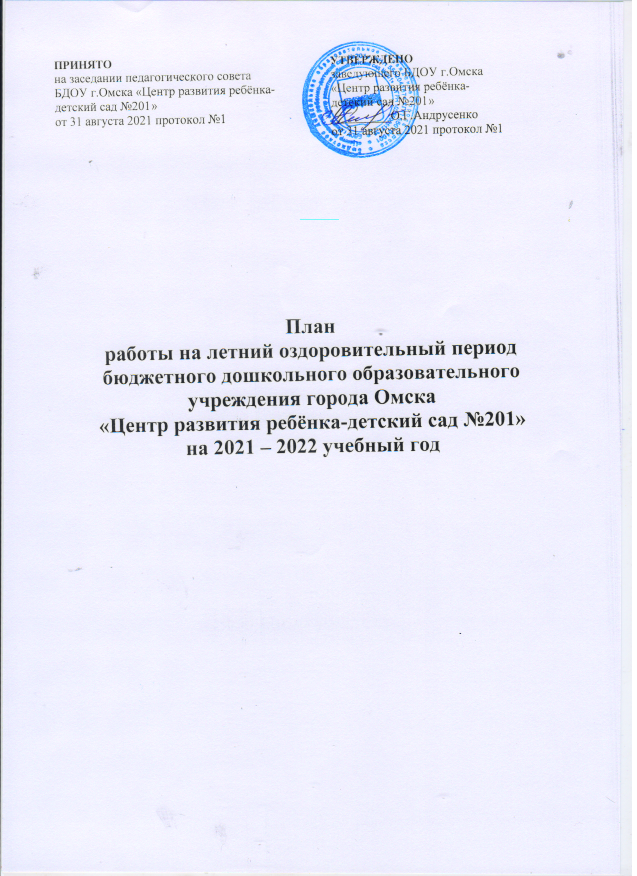 ПРИНЯТО
на заседании педагогического совета
БДОУ г.Омска «Центр развития ребёнка-
детский сад №201»
от 31 августа 2021 протокол №1
УТВЕРЖДЕНО
заведующего БДОУ г.Омска
«Центр развития ребёнка-
детский сад №201»
Андрусенко
от 31 августа 2021 протокол №1
План
работы на летний оздоровительный период
бюджетного дошкольного образовательного
учреждения города Омска
«Центр развития ребёнка-детский сад №201»
на 2021 – 2022 учебный год